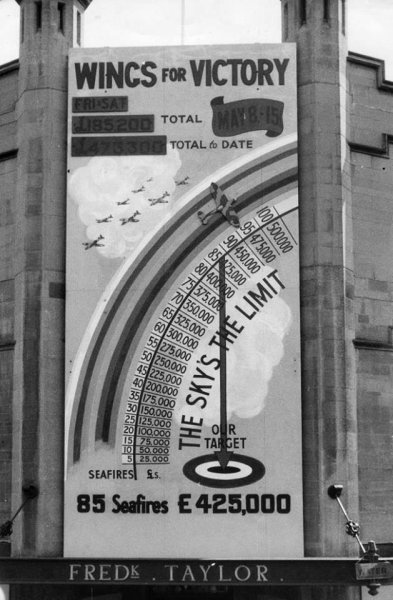 WINGS FOR VICTORY
FRI-SAT
£185,200 TOTAL MAY 8.-15
£473,300 TOTAL to DATE
100 500,000
95 475,000
90 450,000
85 425,000
80 400,000
75 375,000
70 350,000
65 325,000
60 300,000
55 275,000
50 250,000
45 225,000
40 200,000
35 175,000
30 150,000
25 125,000
20 100,000
15 75,000
10 50,000
5 25,000
SEAFIRES £s.
THE SKY'S THE LIMIT
OUR
TARGET
85 Seafires £425,000
FREDK. TAYLOR.